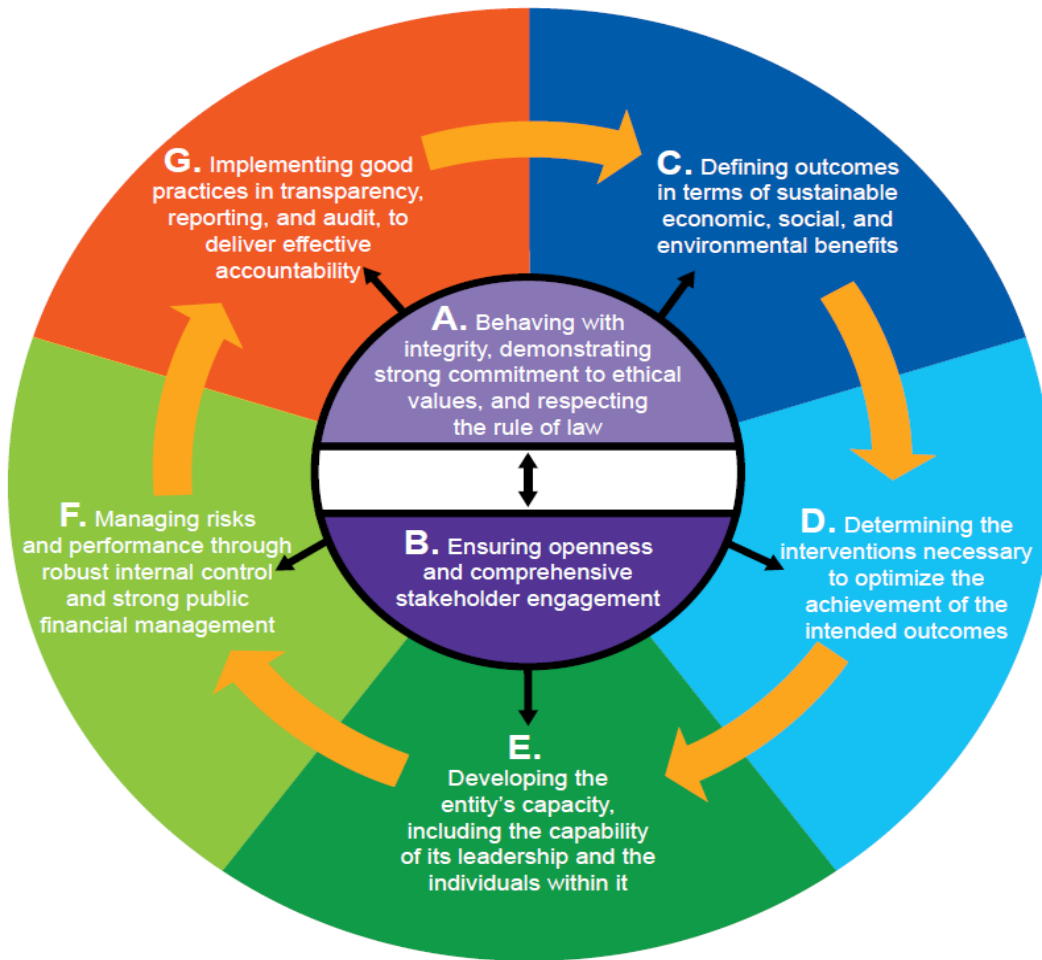 A. Behaving with
integrity, demonstrating
strong commitment to ethical
values, and respecting
the rule of law
B. Ensuring openness
and comprehensive
stakeholder engagement
C. Defining outcomes
in terms of sustainable
economic, social, and
environmental benefits
D. Determining the
interventions necessary
to optimize the
achievement of the
intended outcomes
E.
Developing the
entity's capacity,
including the capability
of its leadership and the
individuals within it
F. Managing risks
and performance through
robust internal control
and strong public
financial management
G. Implementing good
practices in transparency,
reporting, and audit, to
deliver effective
accountability